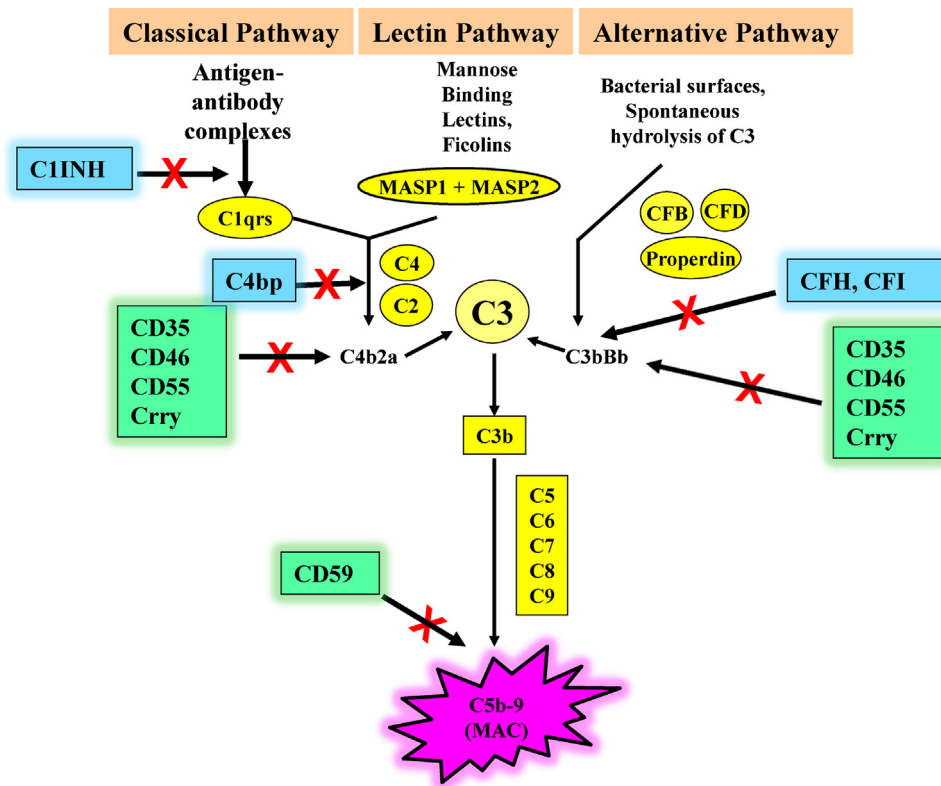 Classical Pathway
Lectin Pathway
Alternative Pathway
Antigen-
antibody
complexes
Mannose
Binding
Lectins,
Ficolins
Bacterial surfaces,
Spontaneous
hydrolysis of C3
C1INH
X
MASP1 + MASP2
C1qrs
CFB
CFD
Properdin
C4bp
X
C4
C2
C3
CFH, CFI
X
CD35
CD46
CD55
Crry
X
C4b2a
C3bBb
X
CD35
CD46
CD55
Crry
C3b
C5
C6
C7
C8
C9
CD59
X
C5b-9
(MAC)